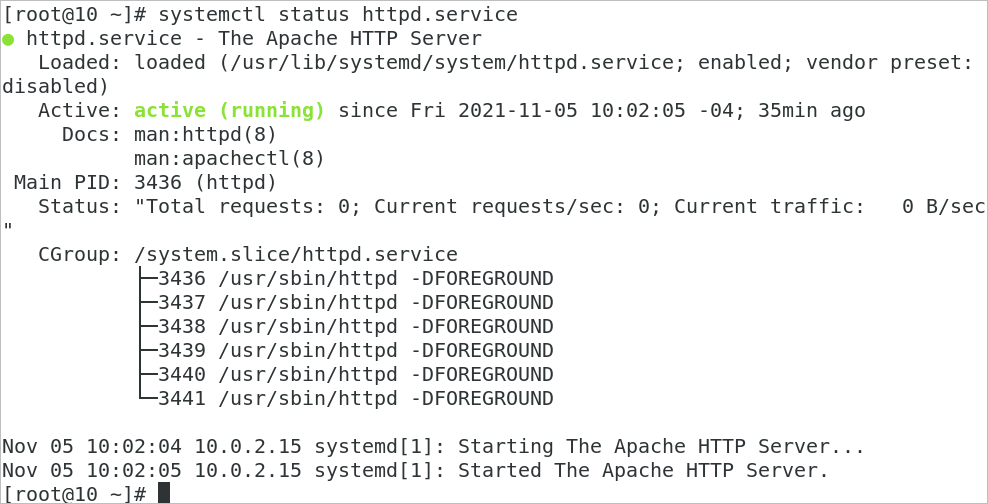 [root@10 ~]# systemctl status httpd.service
● httpd.service - The Apache HTTP Server
   Loaded: loaded (/usr/lib/systemd/system/httpd.service; enabled; vendor preset:
disabled)
   Active: active (running) since Fri 2021-11-05 10:02:05 -04; 35min ago
     Docs: man:httpd(8)
           man:apachectl(8)
 Main PID: 3436 (httpd)
   Status: "Total requests: 0; Current requests/sec: 0; Current traffic:   0 B/sec
"
   CGroup: /system.slice/httpd.service
           ├─3436 /usr/sbin/httpd -DFOREGROUND
           ├─3437 /usr/sbin/httpd -DFOREGROUND
           ├─3438 /usr/sbin/httpd -DFOREGROUND
           ├─3439 /usr/sbin/httpd -DFOREGROUND
           ├─3440 /usr/sbin/httpd -DFOREGROUND
           └─3441 /usr/sbin/httpd -DFOREGROUND

Nov 05 10:02:04 10.0.2.15 systemd[1]: Starting The Apache HTTP Server...
Nov 05 10:02:05 10.0.2.15 systemd[1]: Started The Apache HTTP Server.
[root@10 ~]#